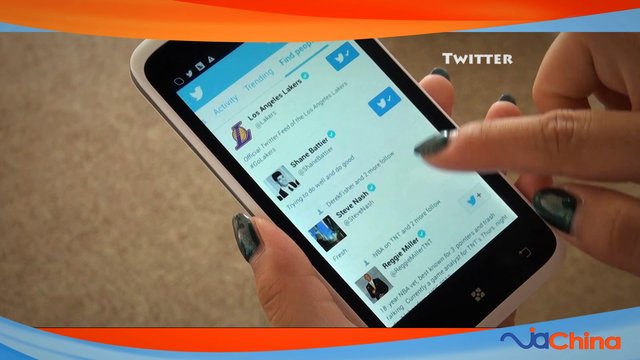 TWITTER
Activity
Trending
Find people
Los Angeles Lakers
@Lakers
Official Twitter Feed of the Los Angeles Lakers.
#GoLakers
Shane Battier
@ShaneBattier
Trying to do well and do good
DerekFisher and 2 more follow
Steve Nash
@SteveNash
Fresh
NBA on TNT and 2 more follow
Reggie Miller
@ReggieMillerTNT
18 year NBA vet, best known for 3-pointers and trash
talking. Currently a game analyst for TNT's Thurs night
viaChina